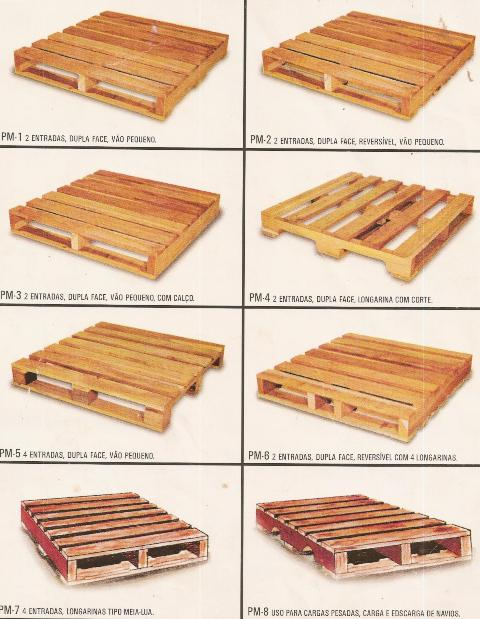 PM-1 2 ENTRADAS, DUPLA FACE, VÃO PEQUENO.
PM-2 2 ENTRADAS, DUPLA FACE, REVERSÍVEL, VÃO PEQUENO.
PM-3 2 ENTRADAS, DUPLA FACE, VÃO PEQUENO, COM CALÇO.
PM-4 2 ENTRADAS, DUPLA FACE, LONGARINA COM CORTE.
PM-5 4 ENTRADAS, DUPLA FACE, VÃO PEQUENO.
PM-6 2 ENTRADAS, DUPLA FACE, REVERSÍVEL COM 4 LONGARINAS.
PM-7 4 ENTRADAS, LONGARINAS TIPO MEIA-LUA.
PM-8 USO PARA CARGAS PESADAS, CARGA E EDSCARGA DE NAVIOS.